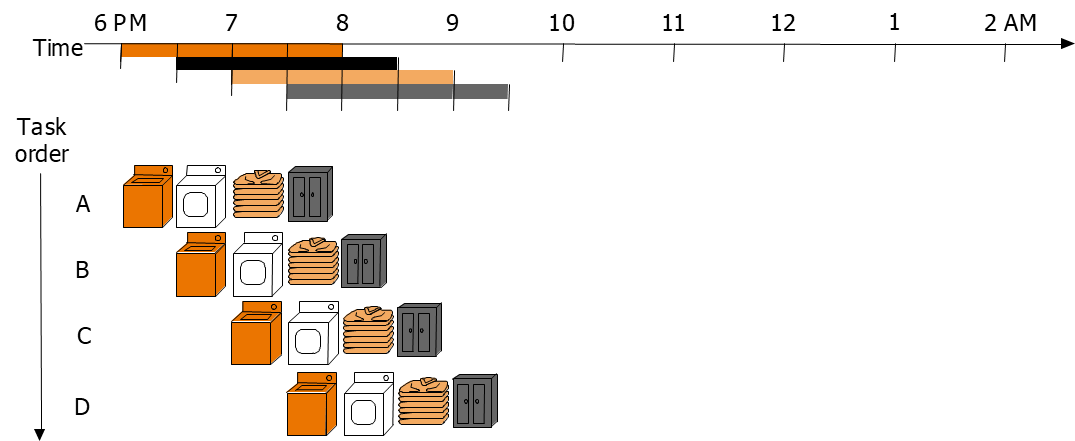 6 PM 7 8 9 10 11 12 1 2 AM
Time
Task
order
A
B
C
D